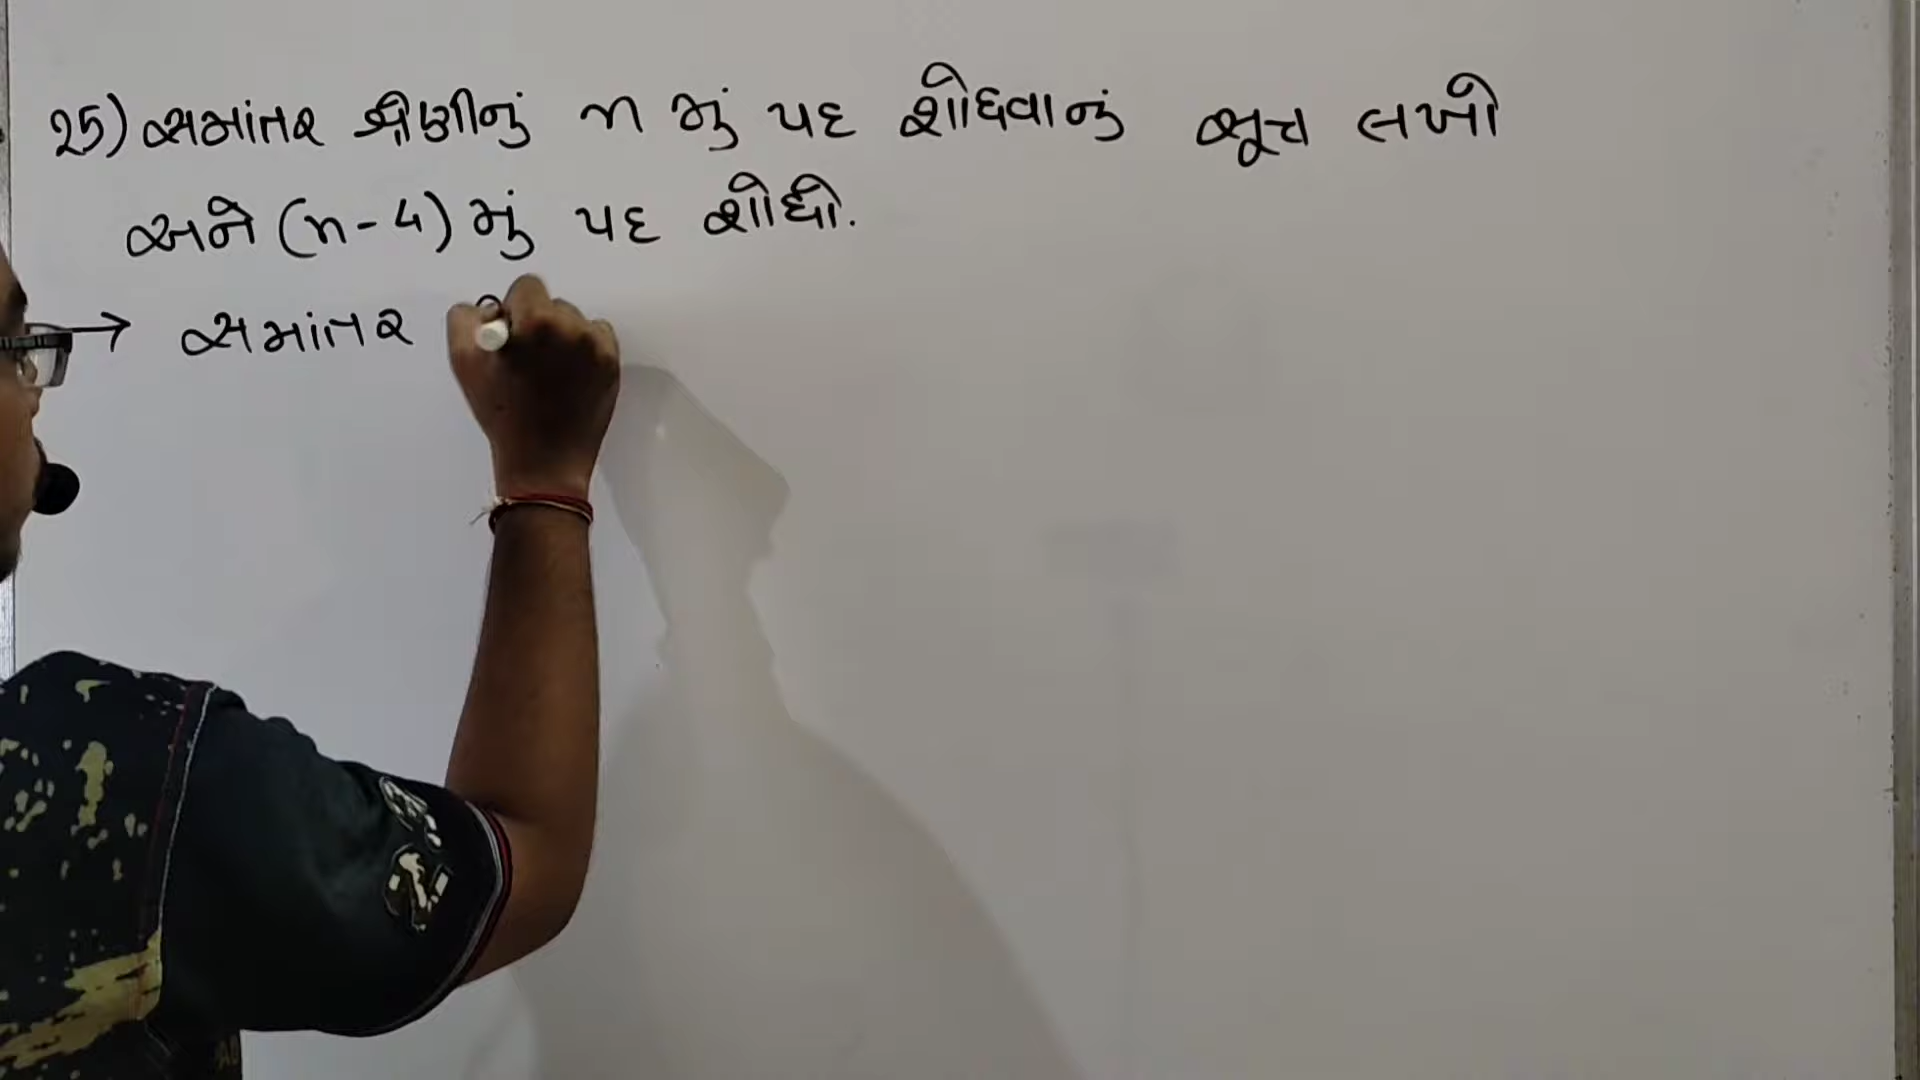 25) સમાંતર શ્રેણીનું n મું પદ શોધવાનું સૂત્ર લખો
અને (n-4) મું પદ શોધો.
→ સમાંતર